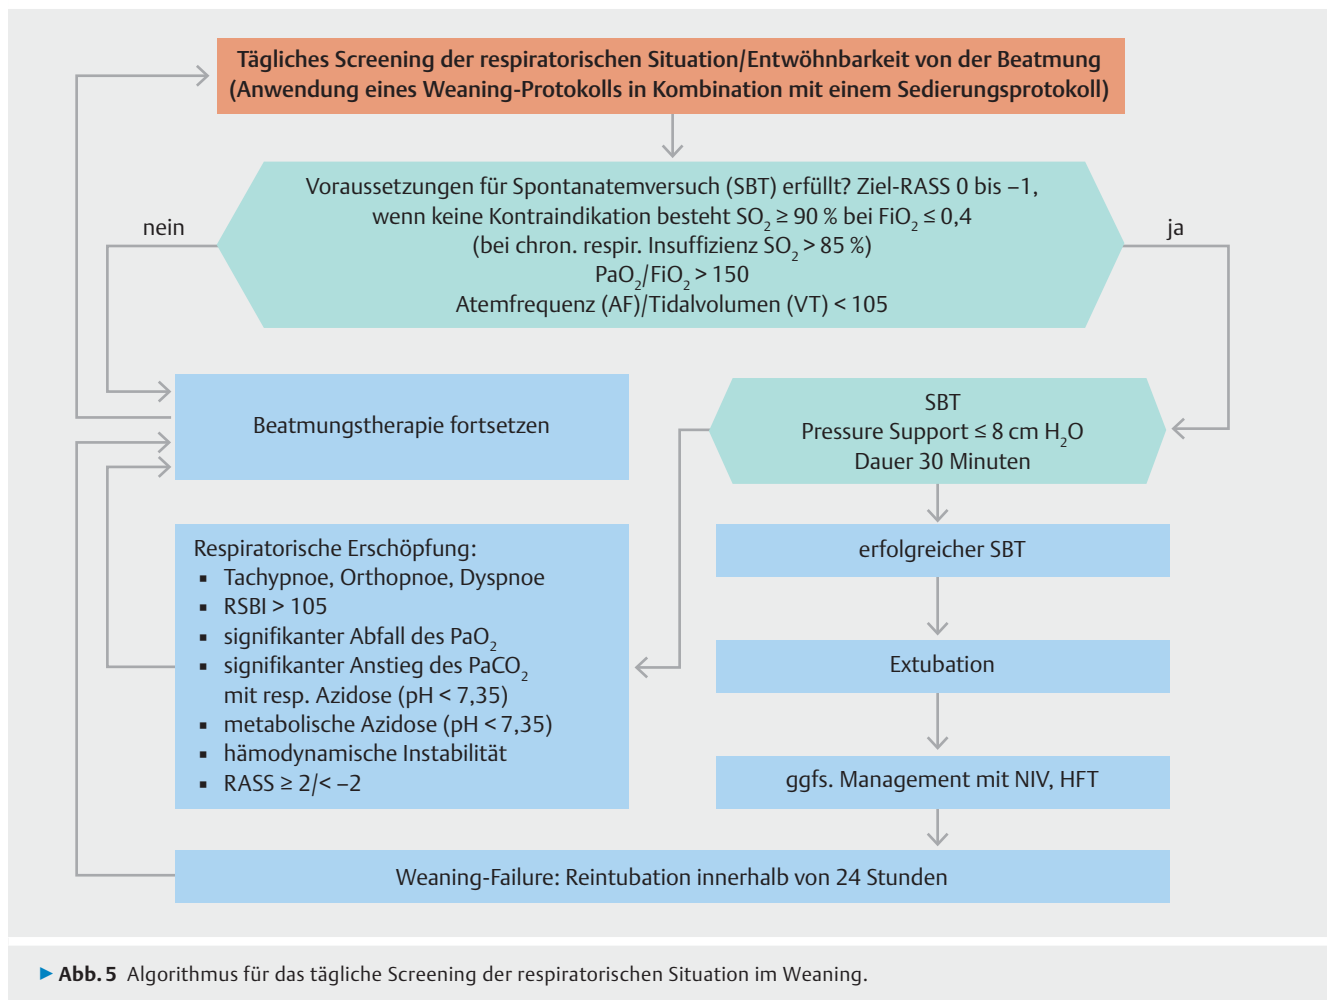 Tägliches Screening der respiratorischen Situation/Entwöhnbarkeit von der Beatmung
(Anwendung eines Weaning-Protokolls in Kombination mit einem Sedierungsprotokoll)
Voraussetzungen für Spontanatemversuch (SBT) erfüllt? Ziel-RASS 0 bis −1,
wenn keine Kontraindikation besteht SO₂ ≥ 90 % bei FiO₂ ≤ 0,4
(bei chron. respir. Insuffizienz SO₂ > 85 %)
PaO₂/FiO₂ > 150
Atemfrequenz (AF)/Tidalvolumen (VT) < 105
nein
ja
Beatmungstherapie fortsetzen
SBT
Pressure Support ≤ 8 cm H₂O
Dauer 30 Minuten
Respiratorische Erschöpfung:
▪ Tachypnoe, Orthopnoe, Dyspnoe
▪ RSBI > 105
▪ signifikanter Abfall des PaO₂
▪ signifikanter Anstieg des PaCO₂
mit resp. Azidose (pH < 7,35)
▪ metabolische Azidose (pH < 7,35)
▪ hämodynamische Instabilität
▪ RASS ≥ 2/< −2
erfolgreicher SBT
Extubation
ggfs. Management mit NIV, HFT
Weaning-Failure: Reintubation innerhalb von 24 Stunden
▶ Abb. 5 Algorithmus für das tägliche Screening der respiratorischen Situation im Weaning.